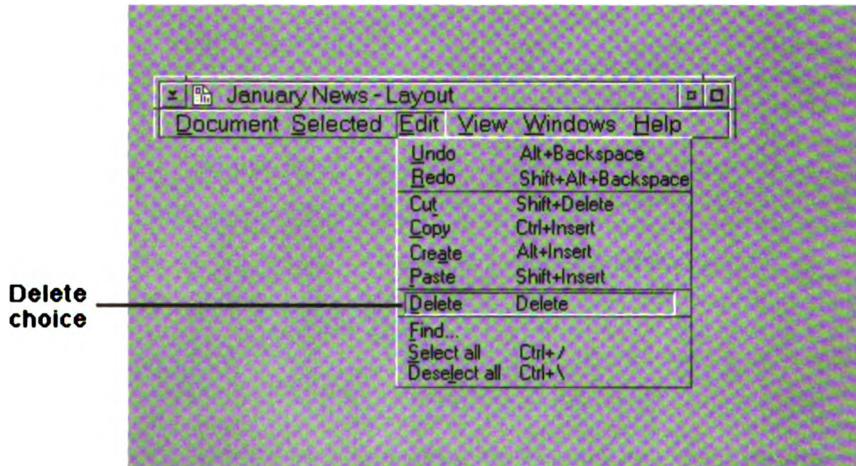 January News - Layout
Document Selected Edit View Windows Help
Undo Alt+Backspace
Redo Shift+Alt+Backspace
Cut Shift+Delete
Copy Ctrl+Insert
Create Alt+Insert
Paste Shift+Insert
Delete choice
Delete Delete
Find...
Select all Ctrl+/
Deselect all Ctrl+\